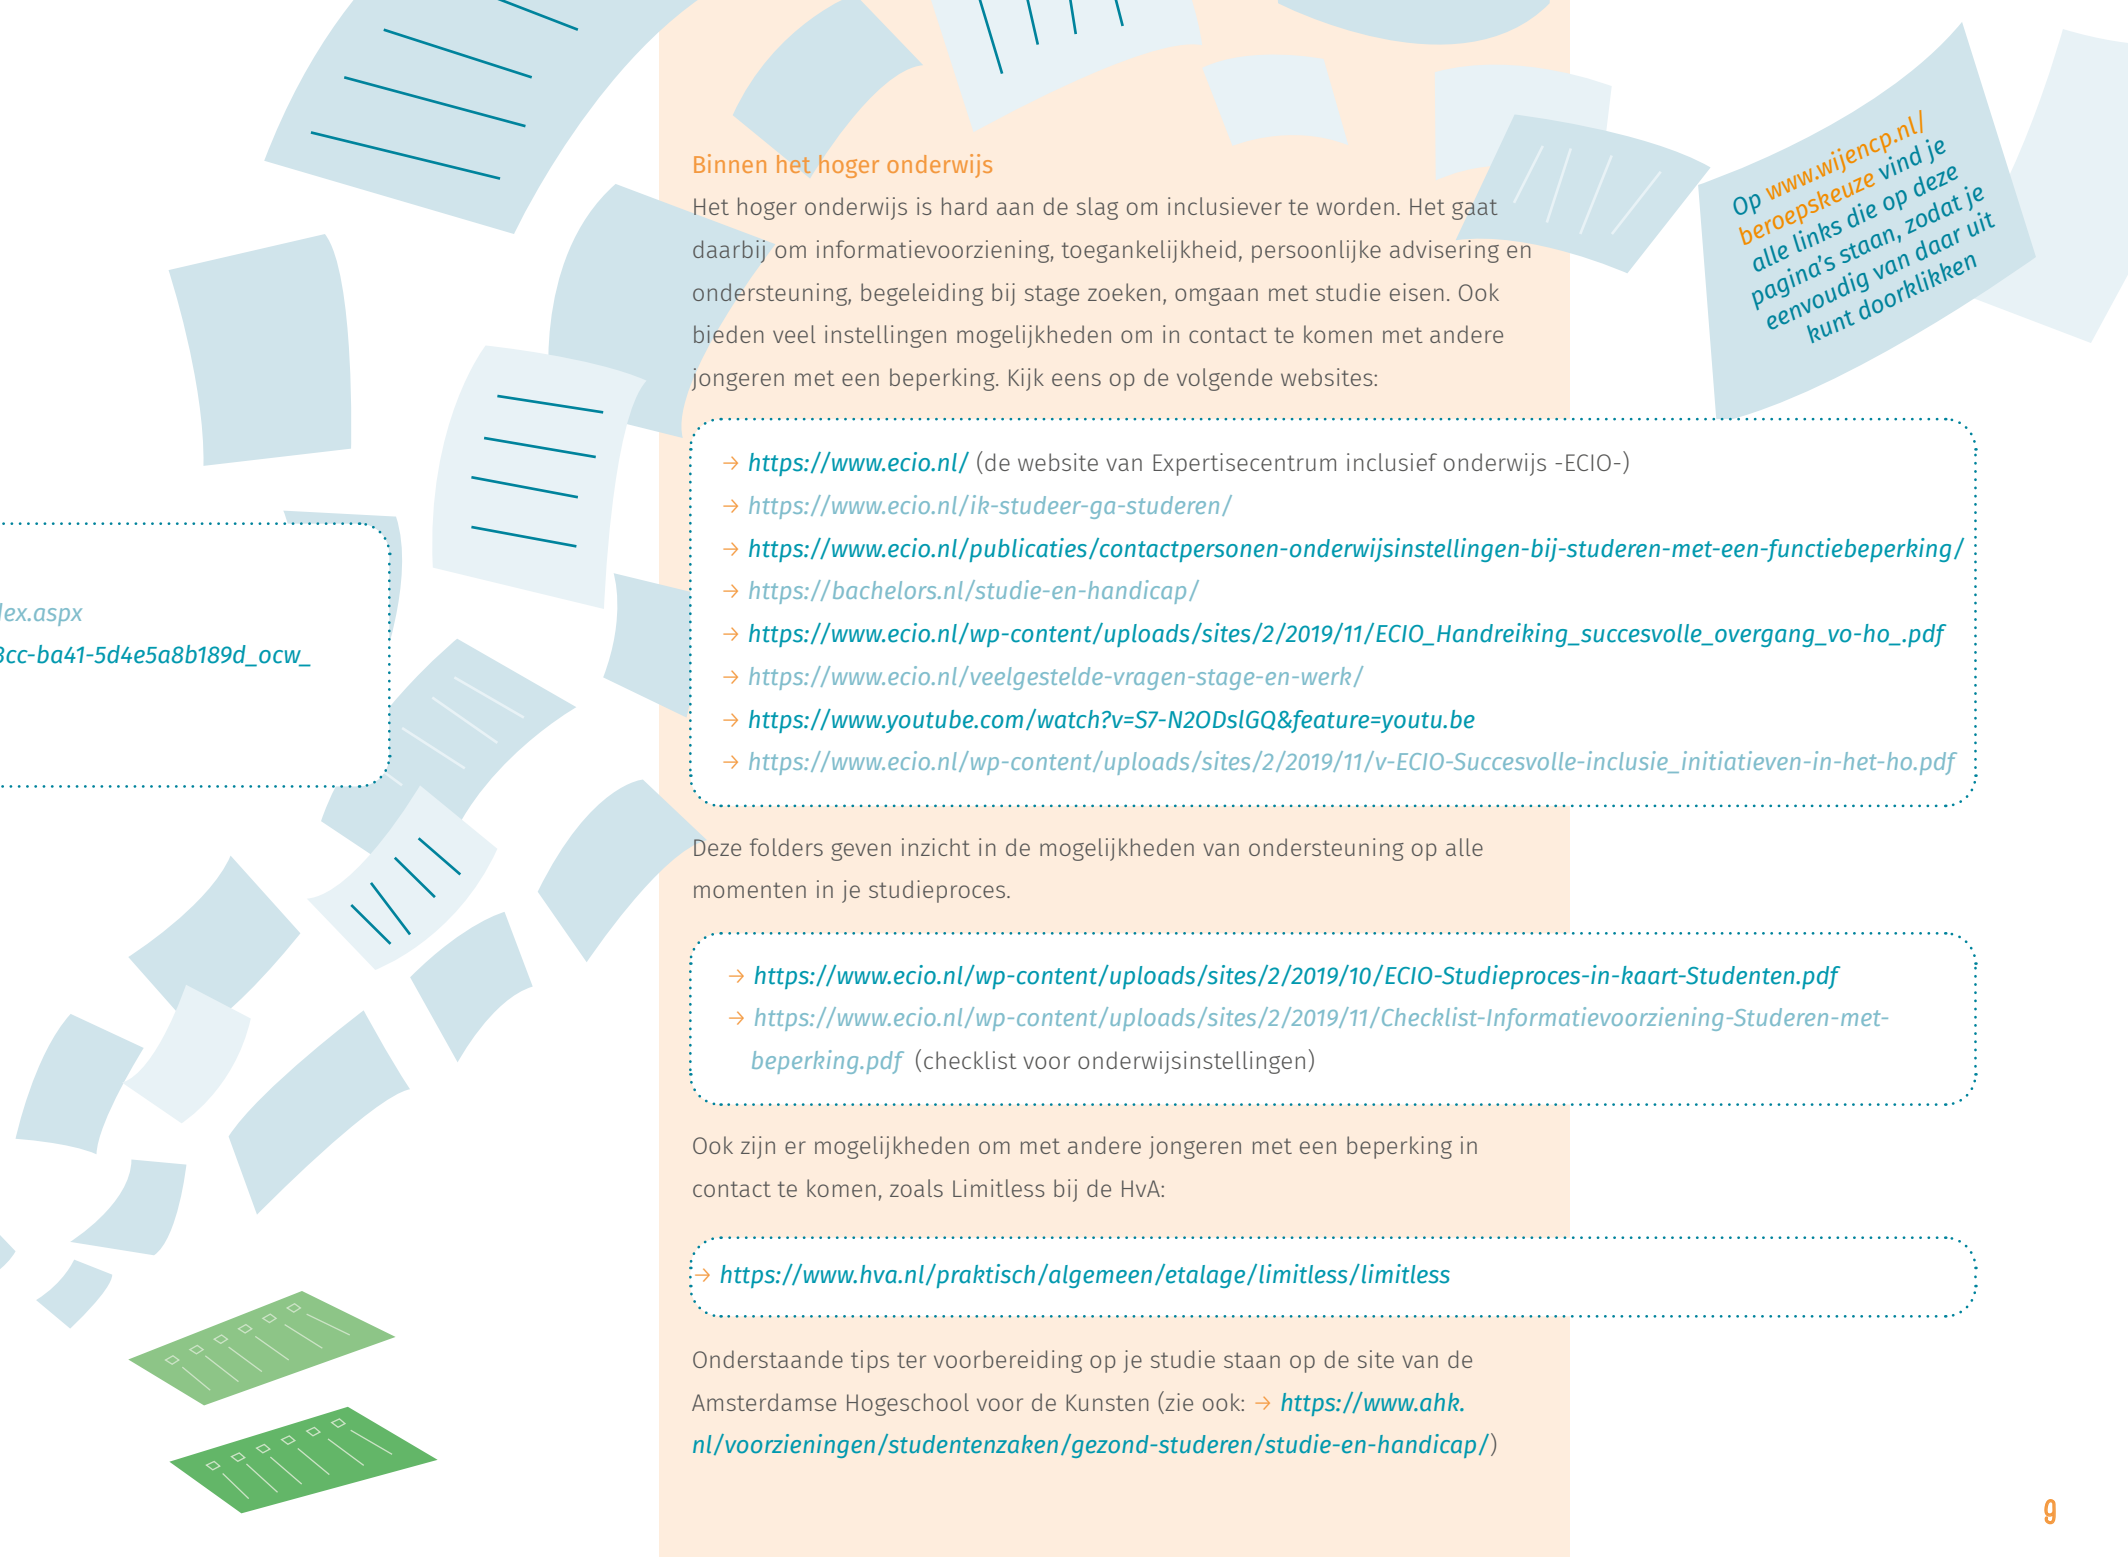 Binnen het hoger onderwijs
Het hoger onderwijs is hard aan de slag om inclusiever te worden. Het gaat
daarbij om informatievoorziening, toegankelijkheid, persoonlijke advisering en
ondersteuning, begeleiding bij stage zoeken, omgaan met studie eisen. Ook
bieden veel instellingen mogelijkheden om in contact te komen met andere
jongeren met een beperking. Kijk eens op de volgende websites:
→ https://www.ecio.nl/ (de website van Expertisecentrum inclusief onderwijs -ECIO-)
→ https://www.ecio.nl/ik-studeer-ga-studeren/
→ https://www.ecio.nl/publicaties/contactpersonen-onderwijsinstellingen-bij-studeren-met-een-functiebeperking/
→ https://bachelors.nl/studie-en-handicap/
→ https://www.ecio.nl/wp-content/uploads/sites/2/2019/11/ECIO_Handreiking_succesvolle_overgang_vo-ho_.pdf
→ https://www.ecio.nl/veelgestelde-vragen-stage-en-werk/
→ https://www.youtube.com/watch?v=S7-N2ODslGQ&feature=youtu.be
→ https://www.ecio.nl/wp-content/uploads/sites/2/2019/11/v-ECIO-Succesvolle-inclusie_initiatieven-in-het-ho.pdf
Deze folders geven inzicht in de mogelijkheden van ondersteuning op alle
momenten in je studieproces.
→ https://www.ecio.nl/wp-content/uploads/sites/2/2019/10/ECIO-Studieproces-in-kaart-Studenten.pdf
→ https://www.ecio.nl/wp-content/uploads/sites/2/2019/11/Checklist-Informatievoorziening-Studeren-met-
beperking.pdf (checklist voor onderwijsinstellingen)
Ook zijn er mogelijkheden om met andere jongeren met een beperking in
contact te komen, zoals Limitless bij de HvA:
→ https://www.hva.nl/praktisch/algemeen/etalage/limitless/limitless
Onderstaande tips ter voorbereiding op je studie staan op de site van de
Amsterdamse Hogeschool voor de Kunsten (zie ook: → https://www.ahk.
nl/voorzieningen/studentenzaken/gezond-studeren/studie-en-handicap/)
Op www.wijencp.nl/
beroepskeuze vind je
alle links die op deze
pagina's staan, zodat je
eenvoudig van daar uit
kunt doorklikken
ex.aspx
cc-ba41-5d4e5a8b189d_ocw_
9